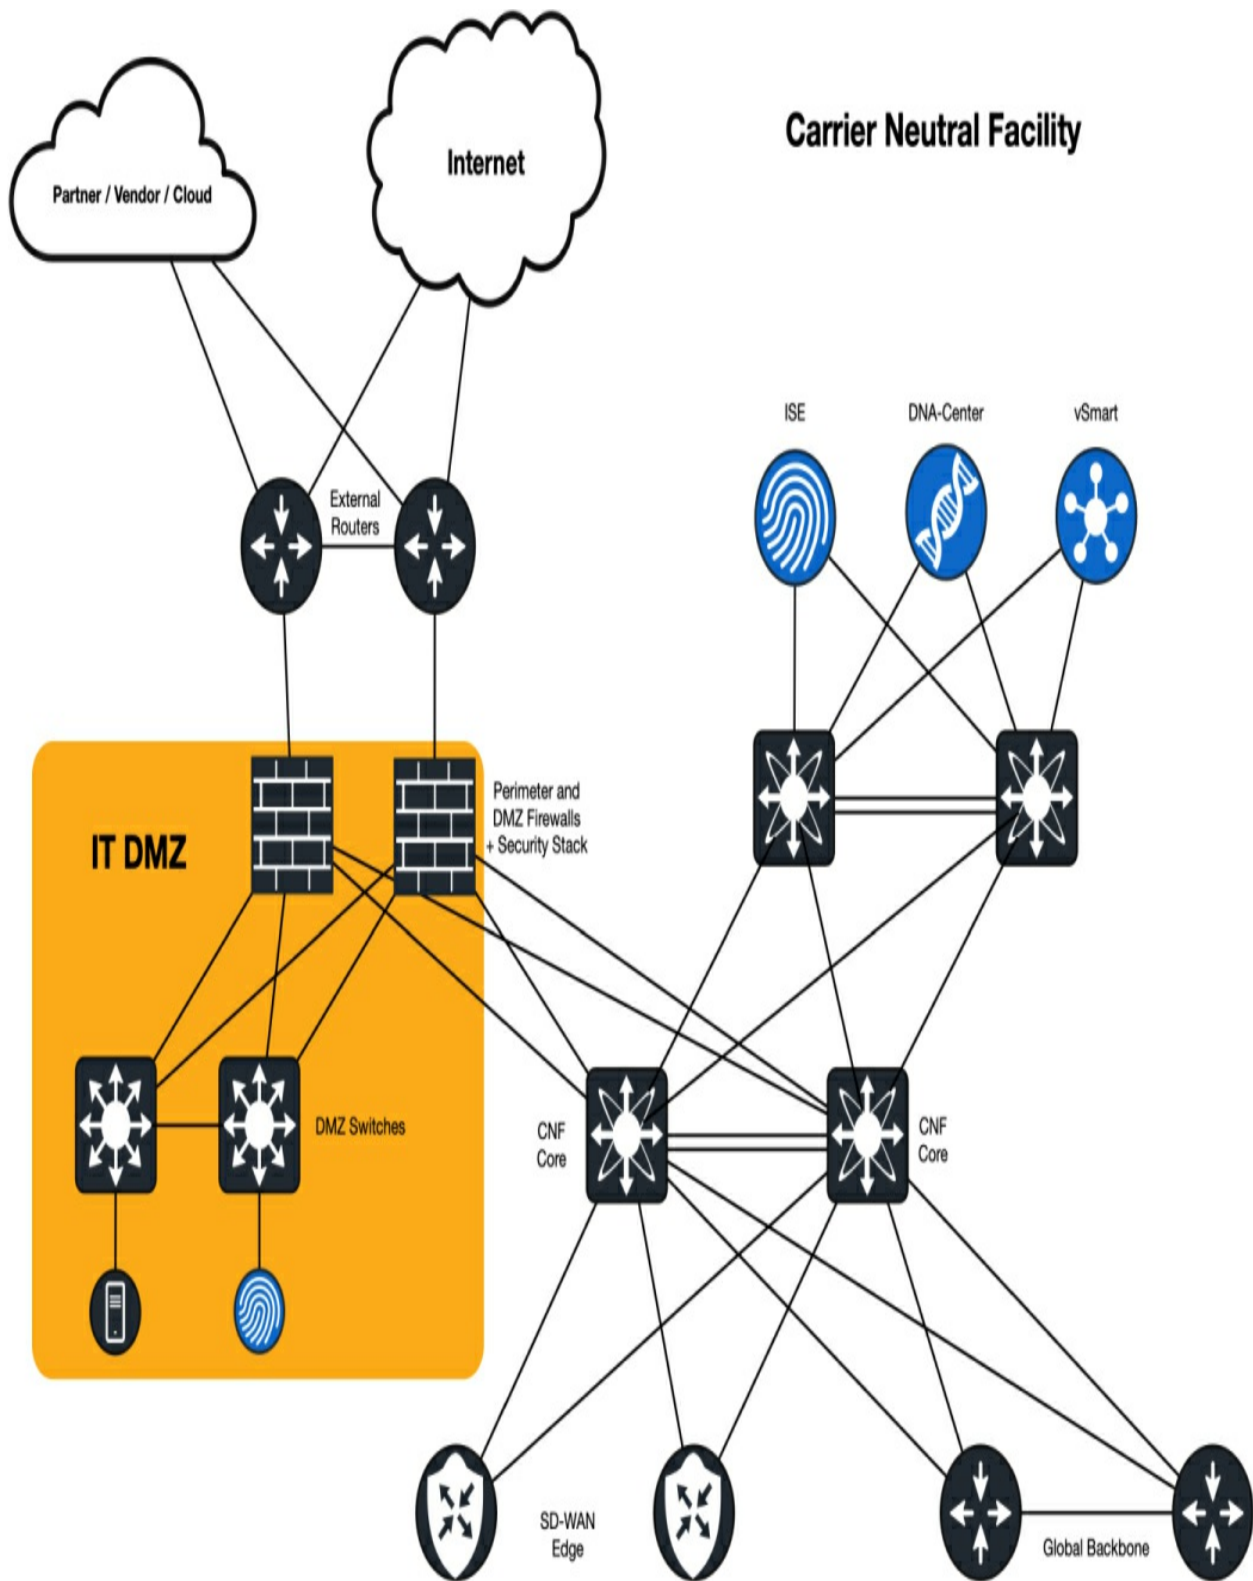 Carrier Neutral Facility
Partner / Vendor / Cloud
Internet
External
Routers
ISE
DNA-Center
vSmart
IT DMZ
Perimeter and
DMZ Firewalls
+ Security Stack
DMZ Switches
CNF
Core
CNF
Core
SD-WAN
Edge
Global Backbone